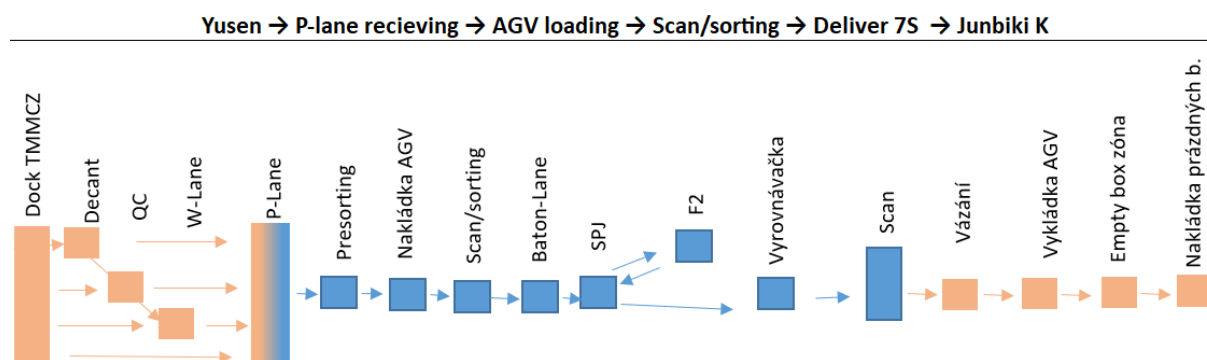 Yusen → P-lane recieving → AGV loading → Scan/sorting → Deliver 7S → Junbiki K
Dock TMMCZ
Decant
QC
W-Lane
P-Lane
Presorting
Nakládka AGV
Scan/sorting
Baton-Lane
SPJ
F2
Vyrovnávačka
Scan
Vázání
Vykládka AGV
Empty box zóna
Nakládka prázdných b.